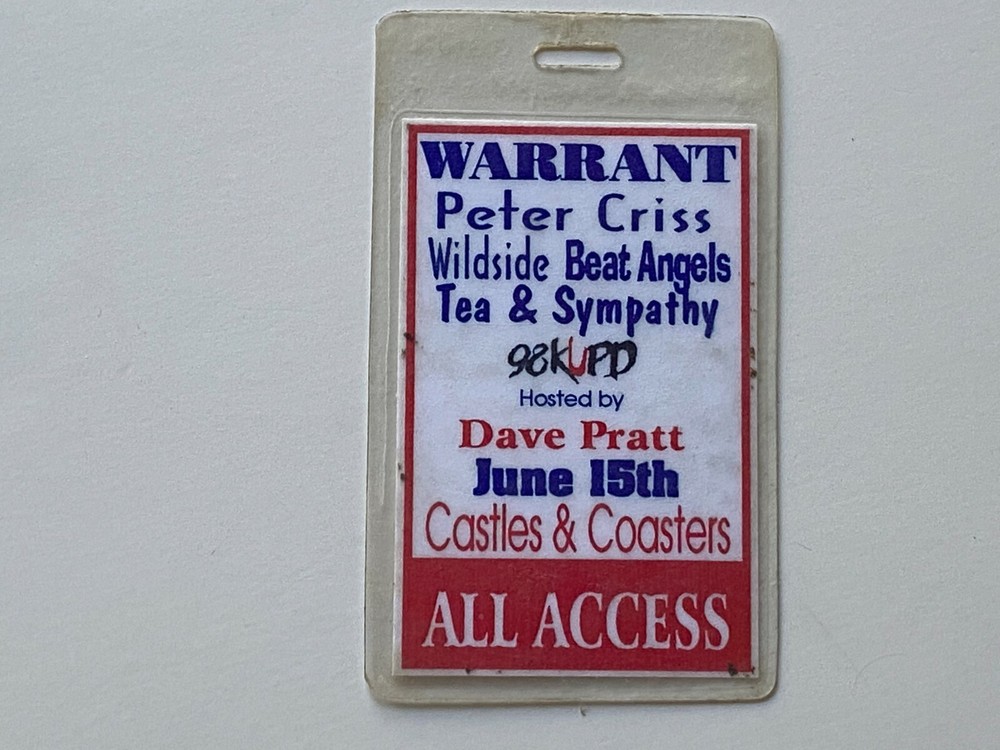 WARRANT
Peter Criss
Wildside Beat Angels
Tea & Sympathy
98KUPD
Hosted by
Dave Pratt
June 15th
Castles & Coasters
ALL ACCESS